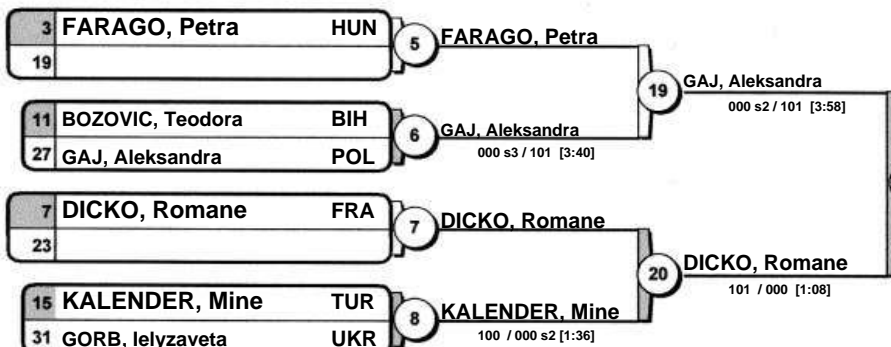 3 FARAGO, Petra HUN
19
5
FARAGO, Petra
11 BOZOVIC, Teodora BIH
27 GAJ, Aleksandra POL
6
GAJ, Aleksandra
000 s3 / 101 [3:40]
19
GAJ, Aleksandra
000 s2 / 101 [3:58]
7 DICKO, Romane FRA
23
7
DICKO, Romane
15 KALENDER, Mine TUR
31 GORB, Ielyzaveta UKR
8
KALENDER, Mine
100 / 000 s2 [1:36]
20
DICKO, Romane
101 / 000 [1:08]